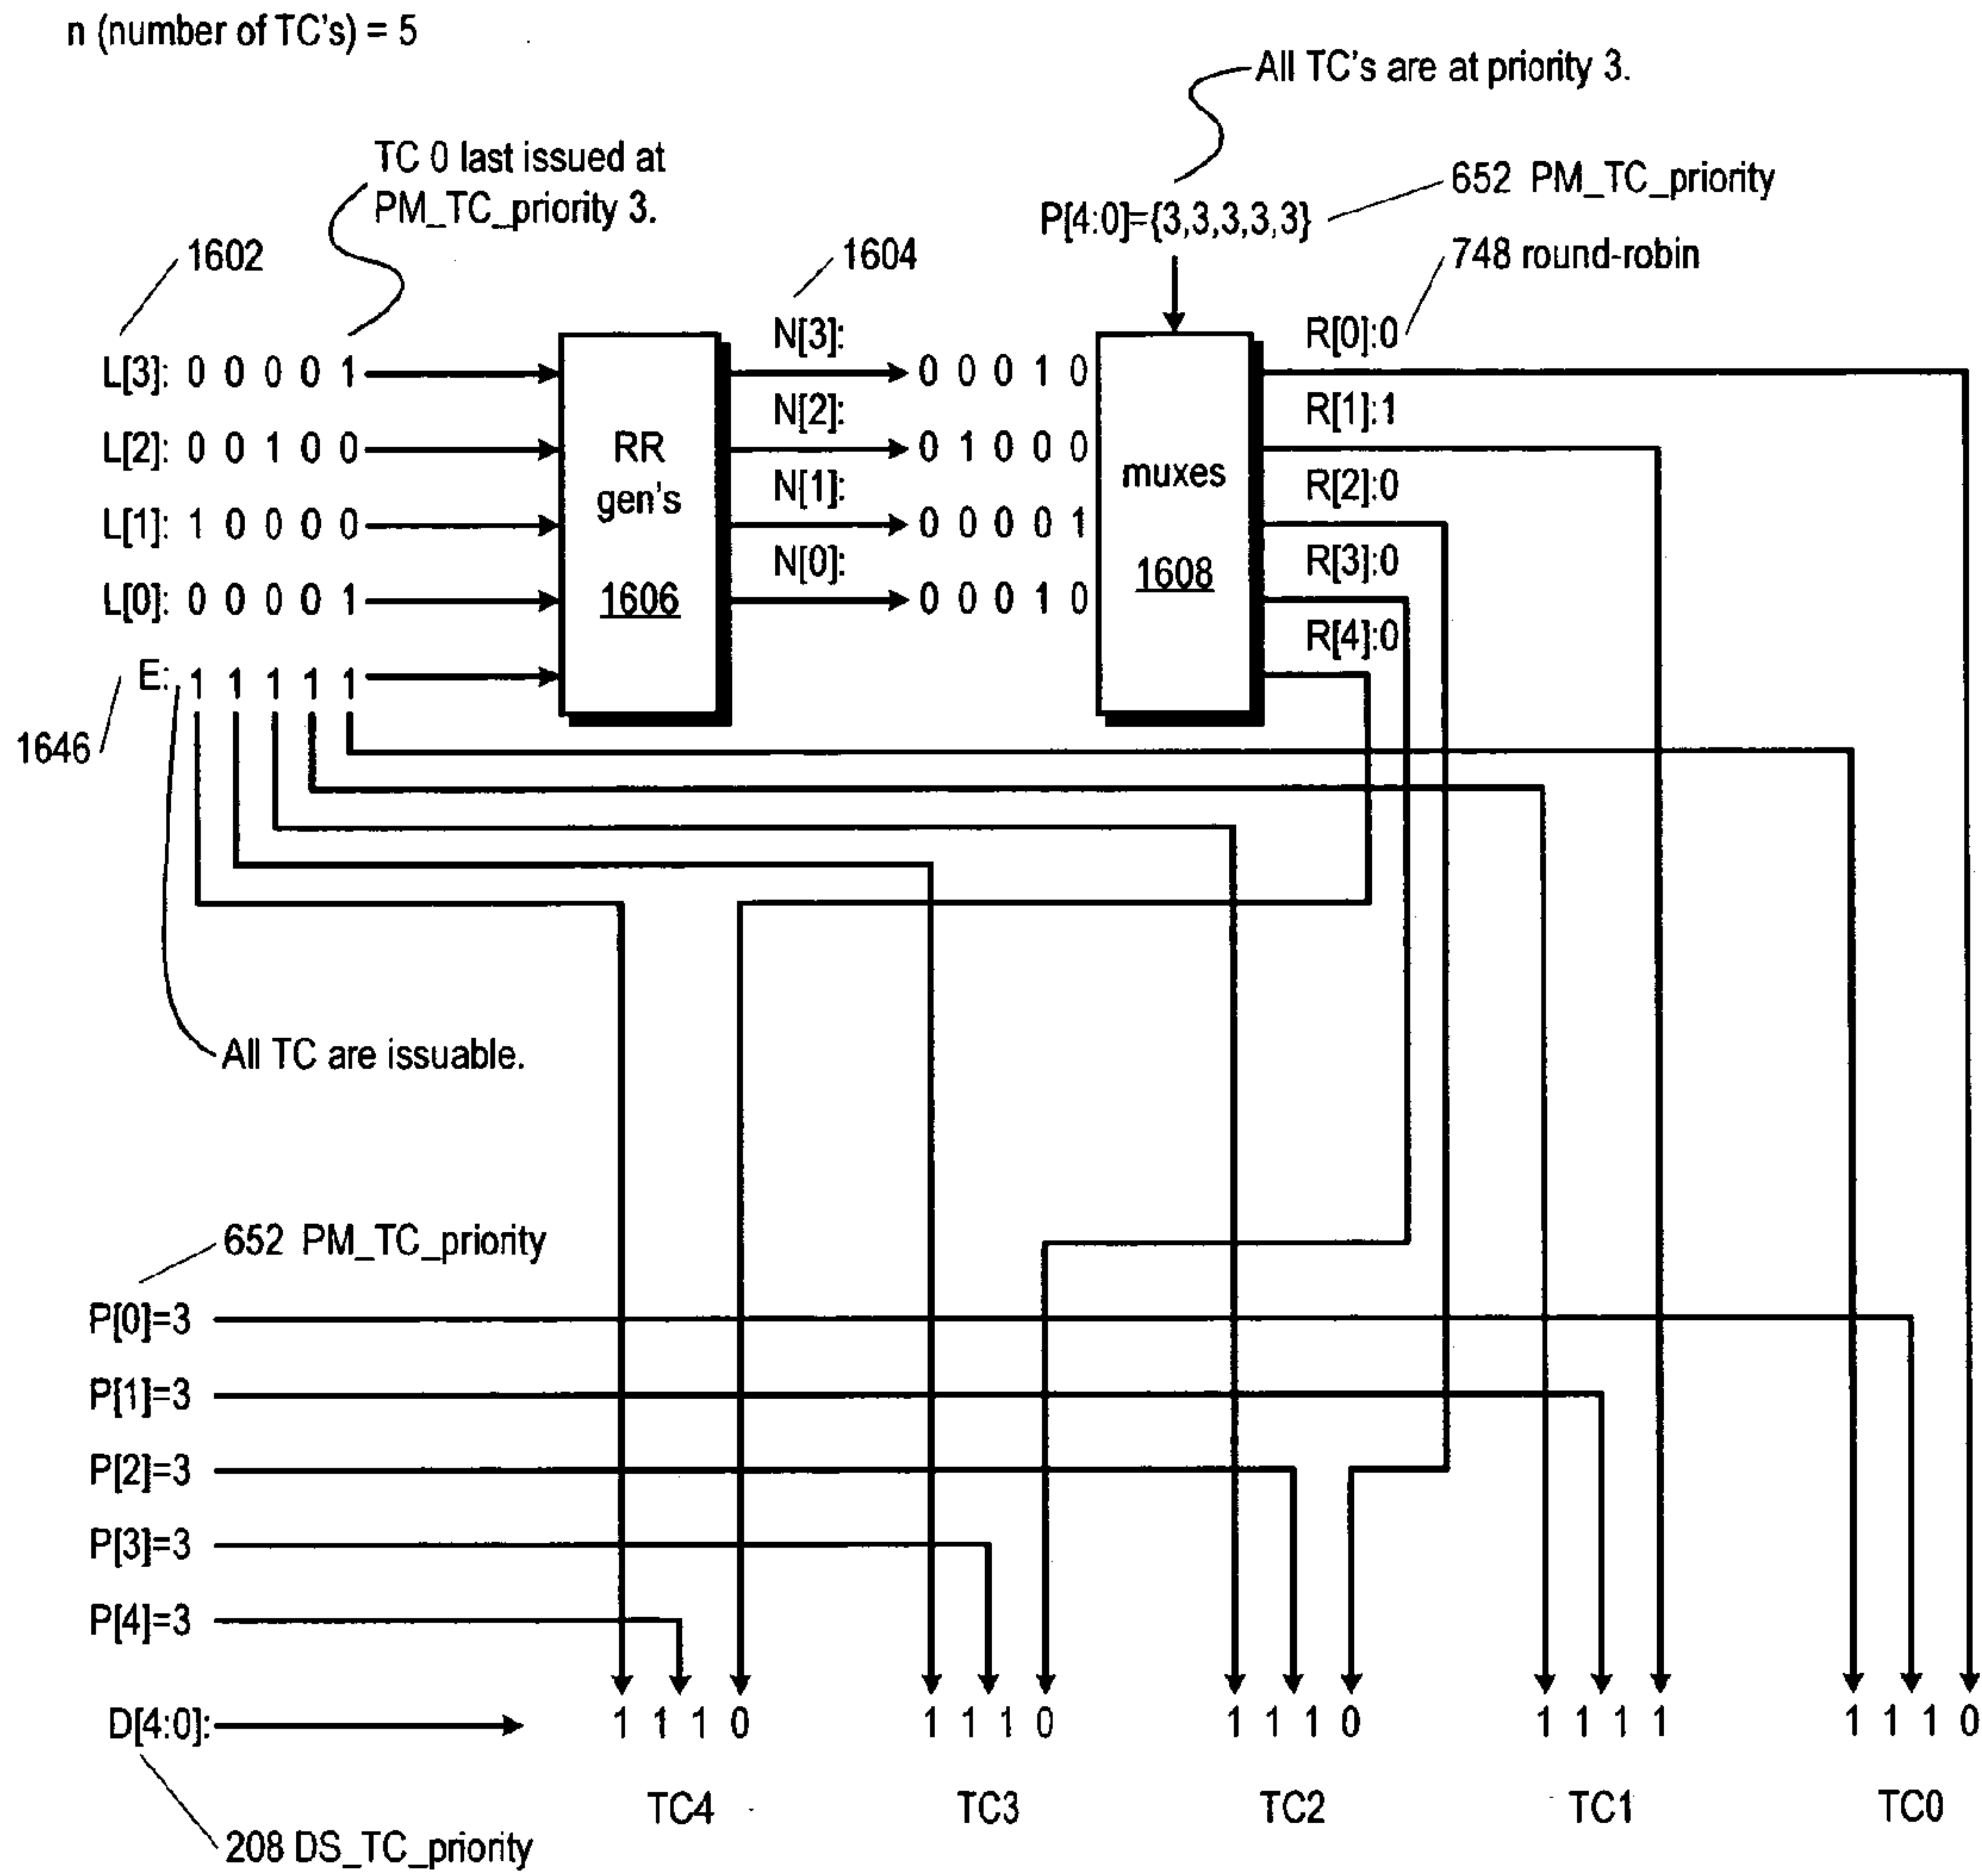 n (number of TC's) = 5
All TC's are at priority 3.
TC 0 last issued at
PM_TC_priority 3.
652 PM_TC_priority
P[4:0]={3,3,3,3,3}
1602
1604
748 round-robin
L[3]: 0 0 0 0 1
N[3]:
0 0 0 1 0
R[0]:0
L[2]: 0 0 1 0 0
N[2]:
0 1 0 0 0
R[1]:1
L[1]: 1 0 0 0 0
N[1]:
0 0 0 0 1
R[2]:0
L[0]: 0 0 0 0 1
N[0]:
0 0 0 1 0
R[3]:0
R[4]:0
RR
gen's
1606
muxes
1608
E: 1 1 1 1 1
1646
All TC are issuable.
652 PM_TC_priority
P[0]=3
P[1]=3
P[2]=3
P[3]=3
P[4]=3
D[4:0]:
1 1 1 0
1 1 1 0
1 1 1 0
1 1 1 1
1 1 1 0
TC4
TC3
TC2
TC1
TC0
208 DS_TC_priority